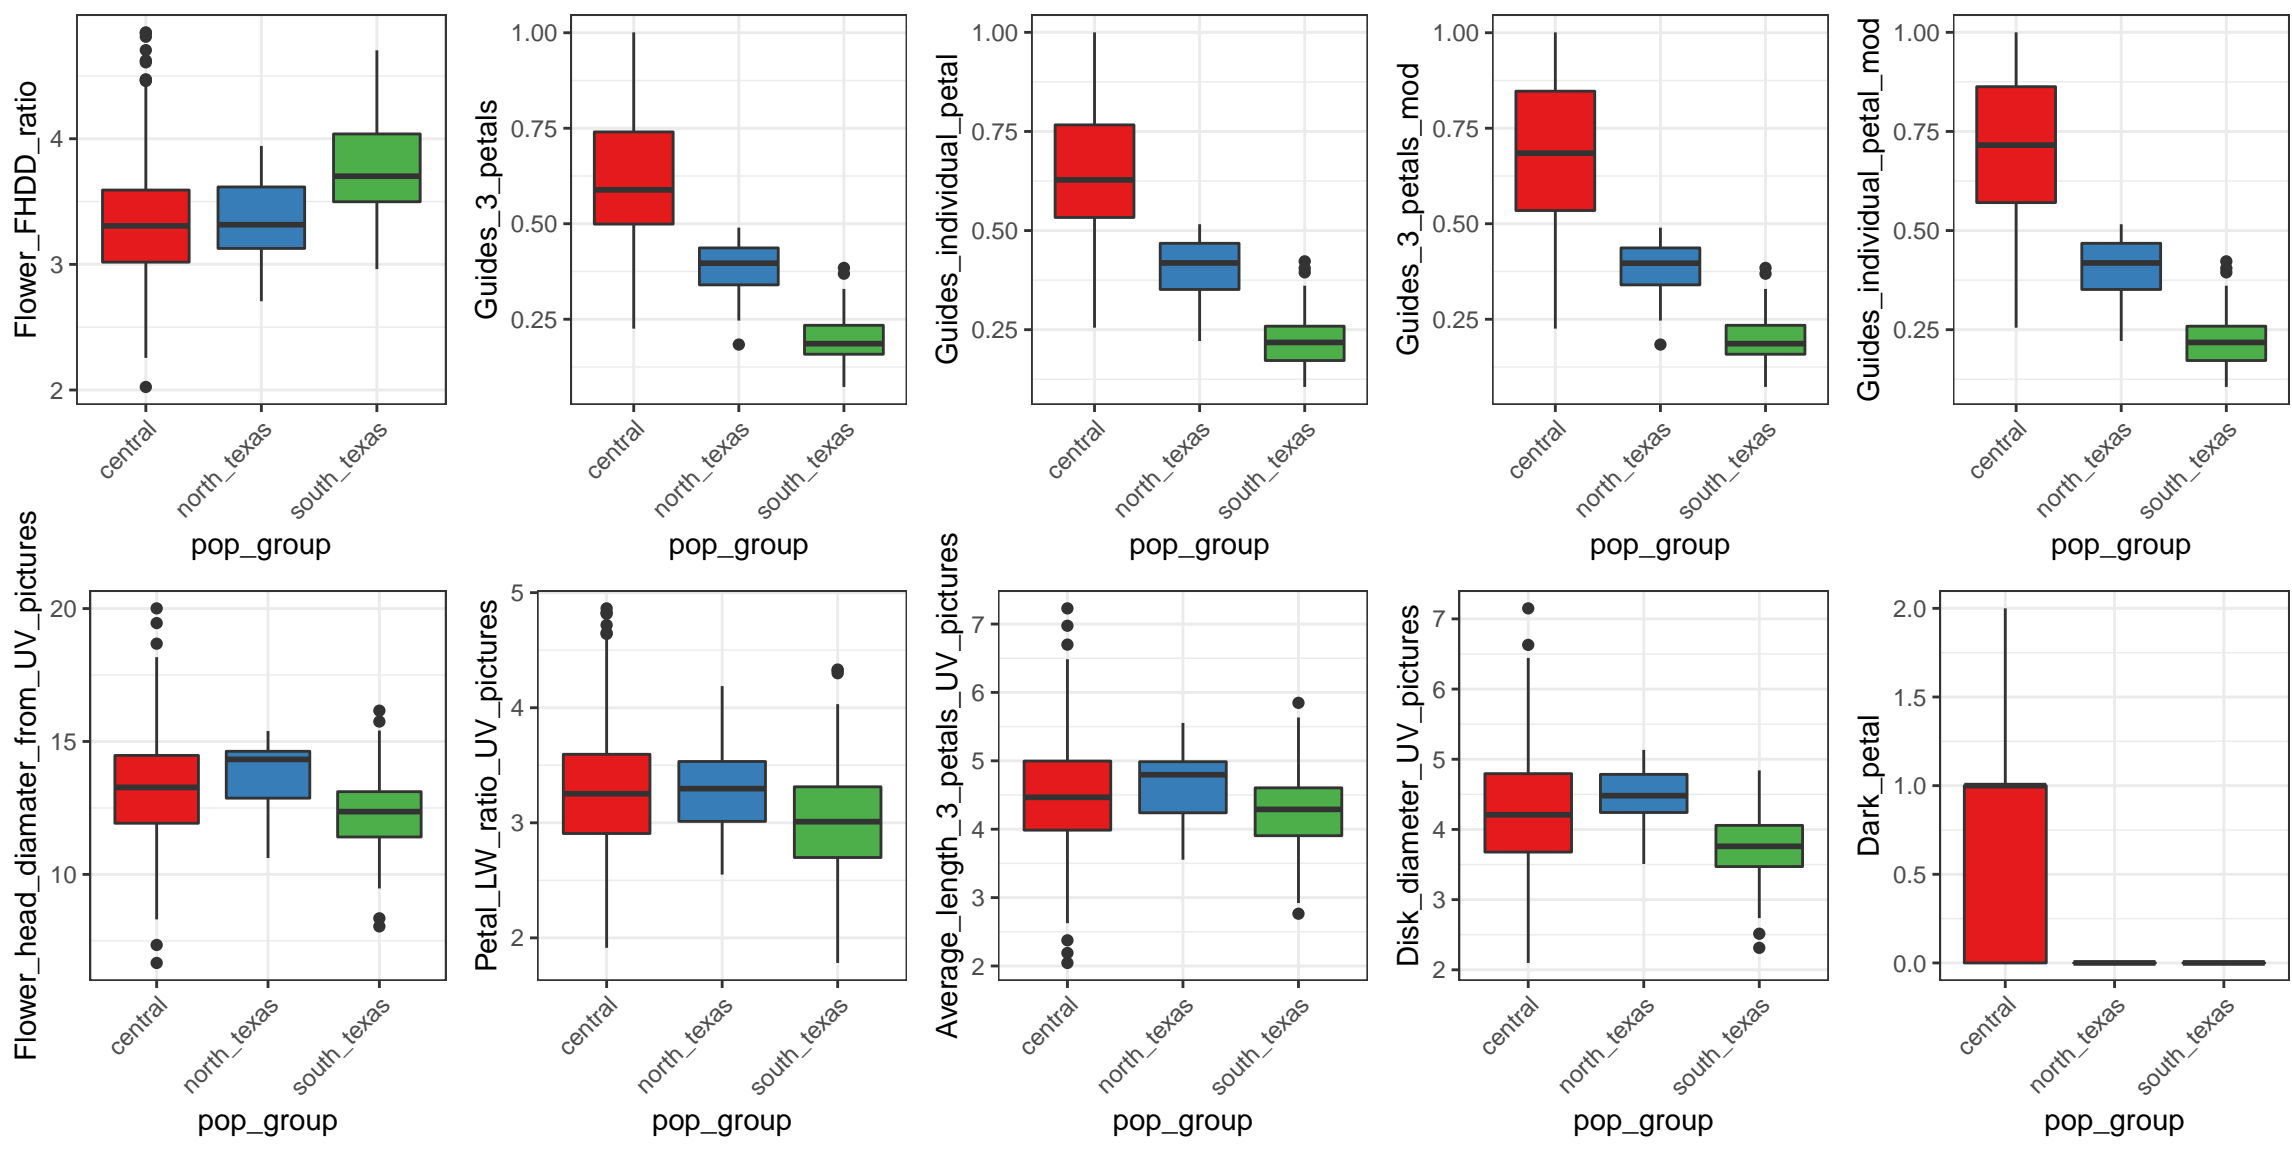 Flower_FHDD_ratio
4
3
2
central
north_texas
south_texas
pop_group
Guides_3_petals
1.00
0.75
0.50
0.25
central
north_texas
south_texas
pop_group
Guides_individual_petal
1.00
0.75
0.50
0.25
central
north_texas
south_texas
pop_group
Guides_3_petals_mod
1.00
0.75
0.50
0.25
central
north_texas
south_texas
pop_group
Guides_individual_petal_mod
1.00
0.75
0.50
0.25
central
north_texas
south_texas
pop_group
Flower_head_diamater_from_UV_pictures
20
15
10
central
north_texas
south_texas
pop_group
Petal_LW_ratio_UV_pictures
5
4
3
2
central
north_texas
south_texas
pop_group
Average_length_3_petals_UV_pictures
7
6
5
4
3
2
central
north_texas
south_texas
pop_group
Disk_diameter_UV_pictures
7
6
5
4
3
2
central
north_texas
south_texas
pop_group
Dark_petal
2.0
1.5
1.0
0.5
0.0
central
north_texas
south_texas
pop_group